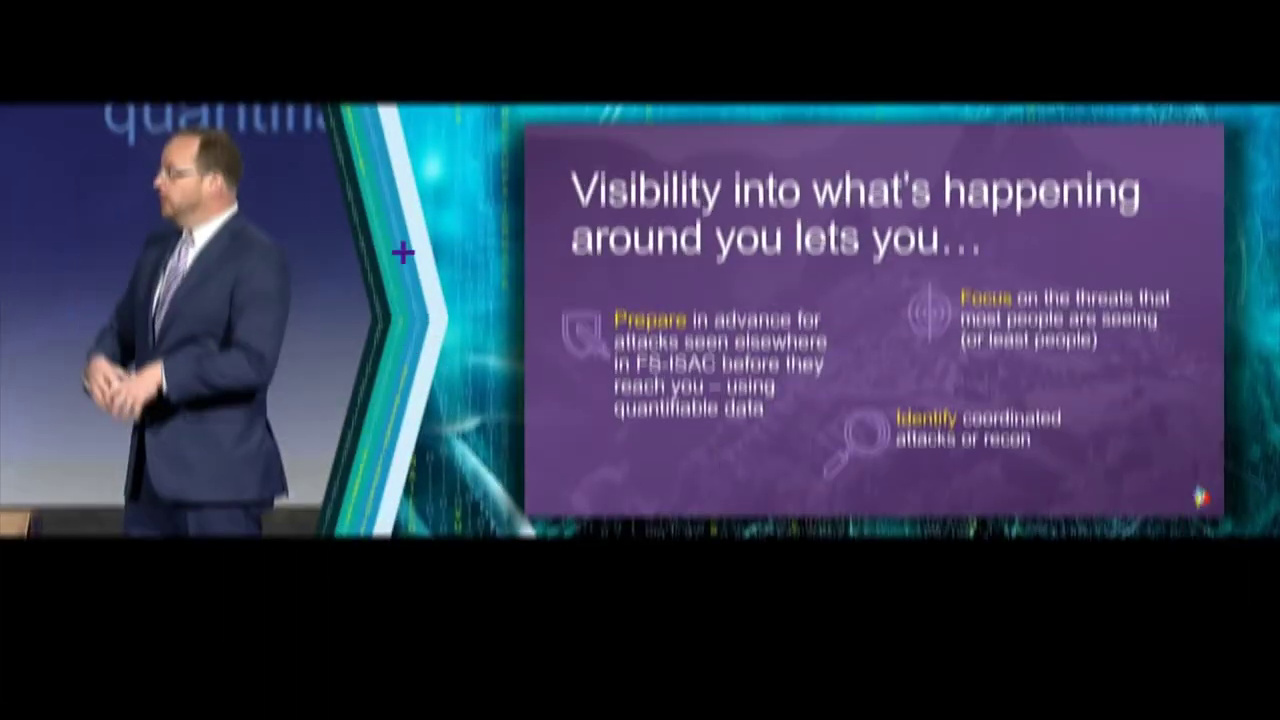 Visibility into what's happening
around you lets you…
Prepare in advance for
attacks seen elsewhere
in FS-ISAC before they
reach you – using
quantifiable data
Focus on the threats that
most people are seeing
(or least people)
Identify coordinated
attacks or recon